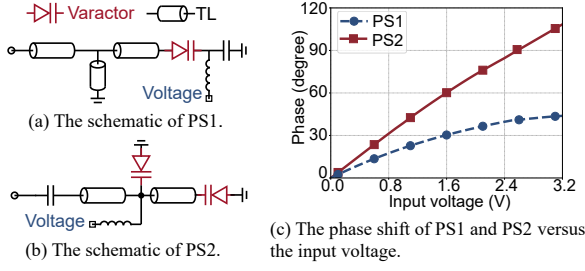 Varactor
TL
Voltage
(a) The schematic of PS1.
Voltage
(b) The schematic of PS2.
120
90
60
30
0
0.0
0.8
1.6
2.4
3.2
Phase (degree)
Input voltage (V)
PS1
PS2
(c) The phase shift of PS1 and PS2 versus
the input voltage.